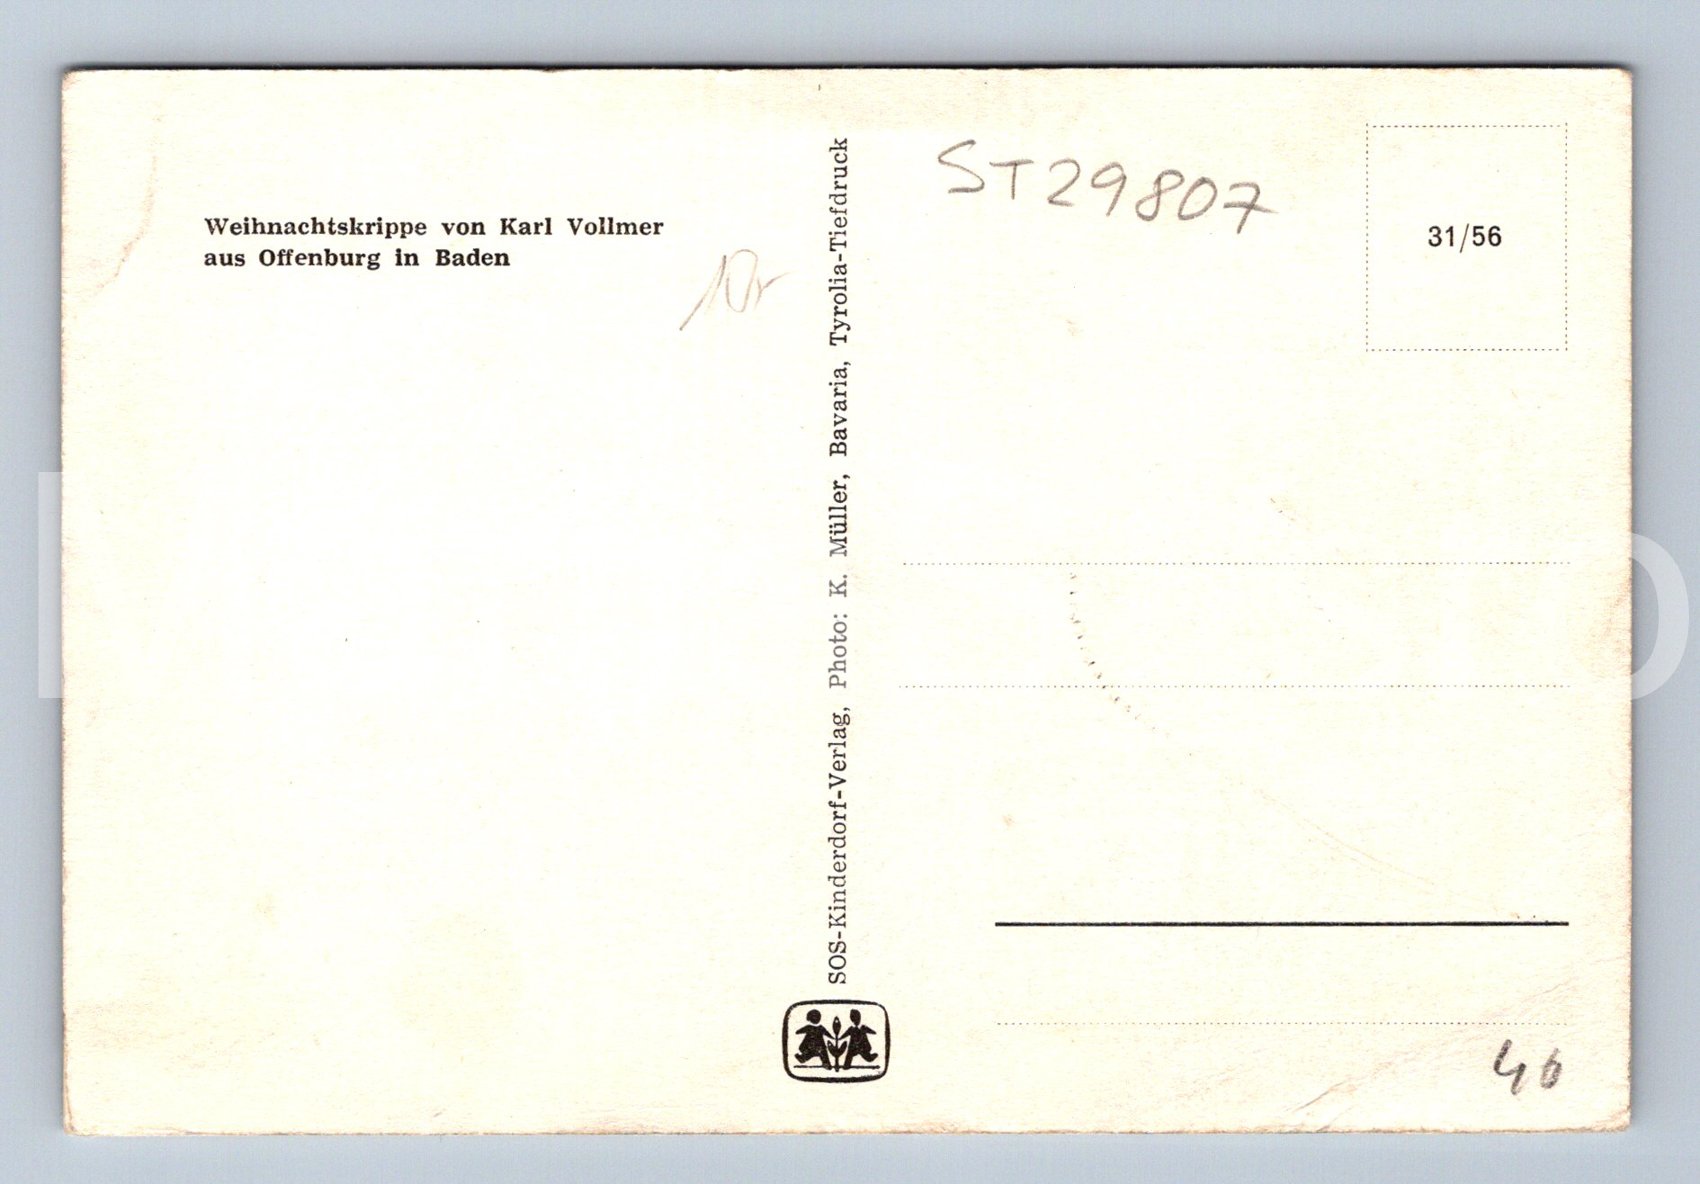 Weihnachtskrippe von Karl Vollmer
aus Offenburg in Baden
SOS-Kinderdorf-Verlag, Photo: K. Müller, Bavaria, Tyrolia-Tiefdruck
ST29807
31/56
46